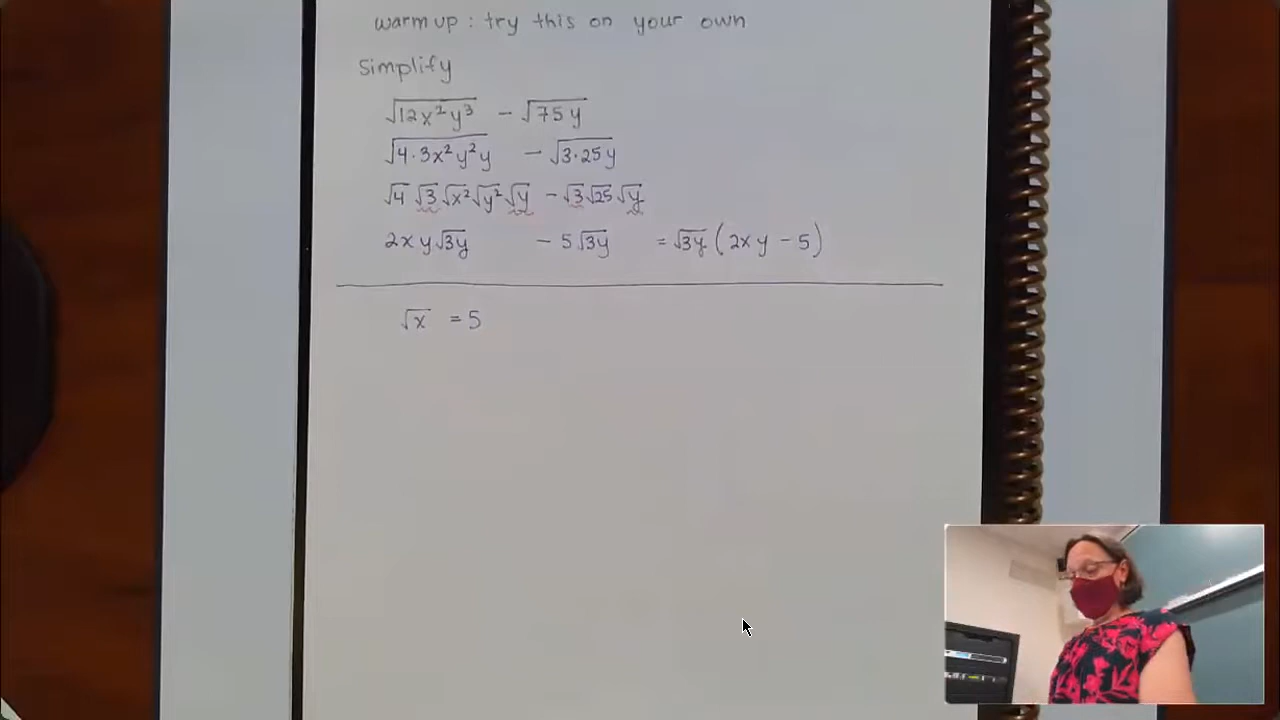 warm up : try this on your own
Simplify
√12x²y³ - √75y
√4·3x²y²y - √3·25y
√4 √3 √x² √y² √y - √3 √25 √y
2xy√3y - 5√3y = √3y (2xy - 5)
√x = 5